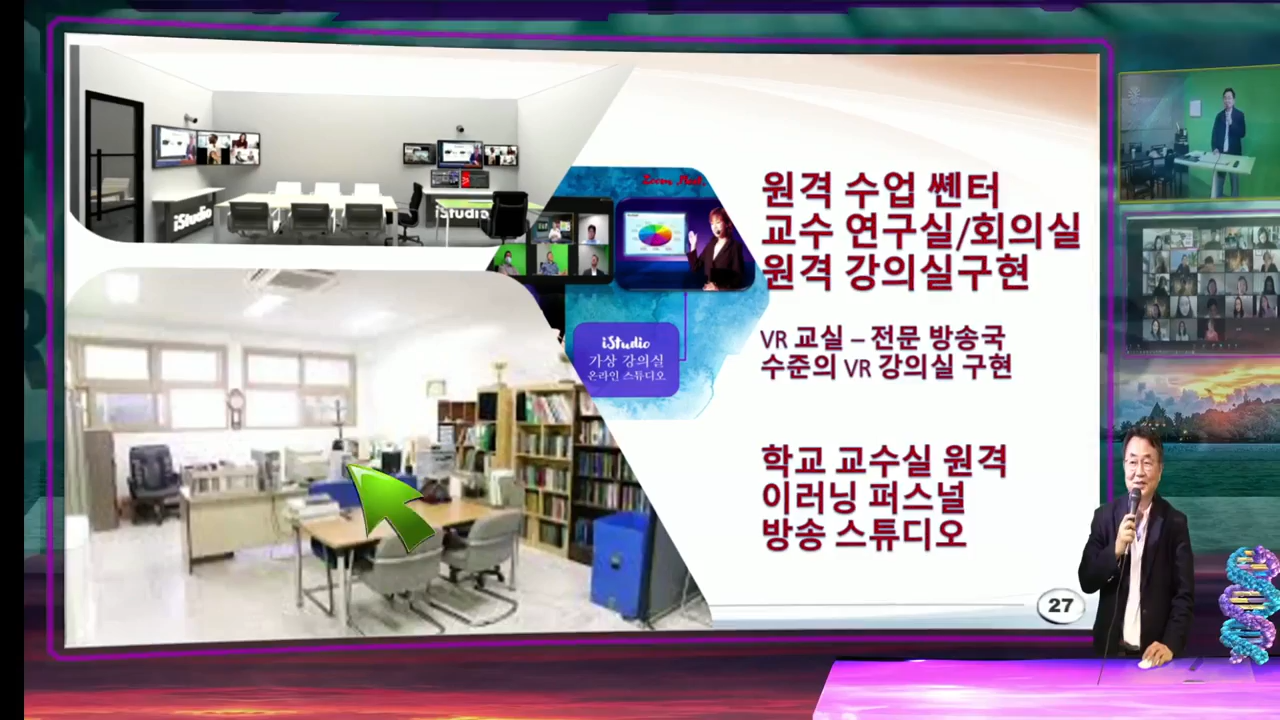 iStudio
iStudio
Zoom
iStudio
가상 강의실
온라인 스튜디오
원격 수업 쎈터
교수 연구실/회의실
원격 강의실구현
VR 교실 – 전문 방송국
수준의 VR 강의실 구현
학교 교수실 원격
이러닝 퍼스널
방송 스튜디오
27